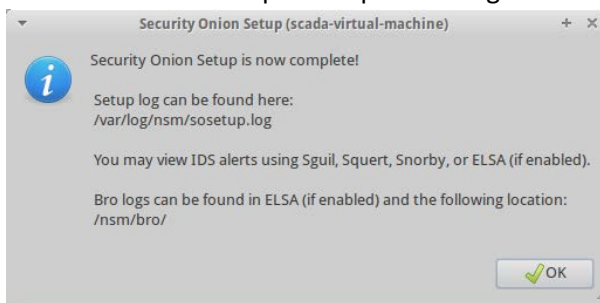 Security Onion Setup (scada-virtual-machine)
Security Onion Setup is now complete!
Setup log can be found here:
/var/log/nsm/sosetup.log
You may view IDS alerts using Sguil, Squert, Snorby, or ELSA (if enabled).
Bro logs can be found in ELSA (if enabled) and the following location:
/nsm/bro/
OK